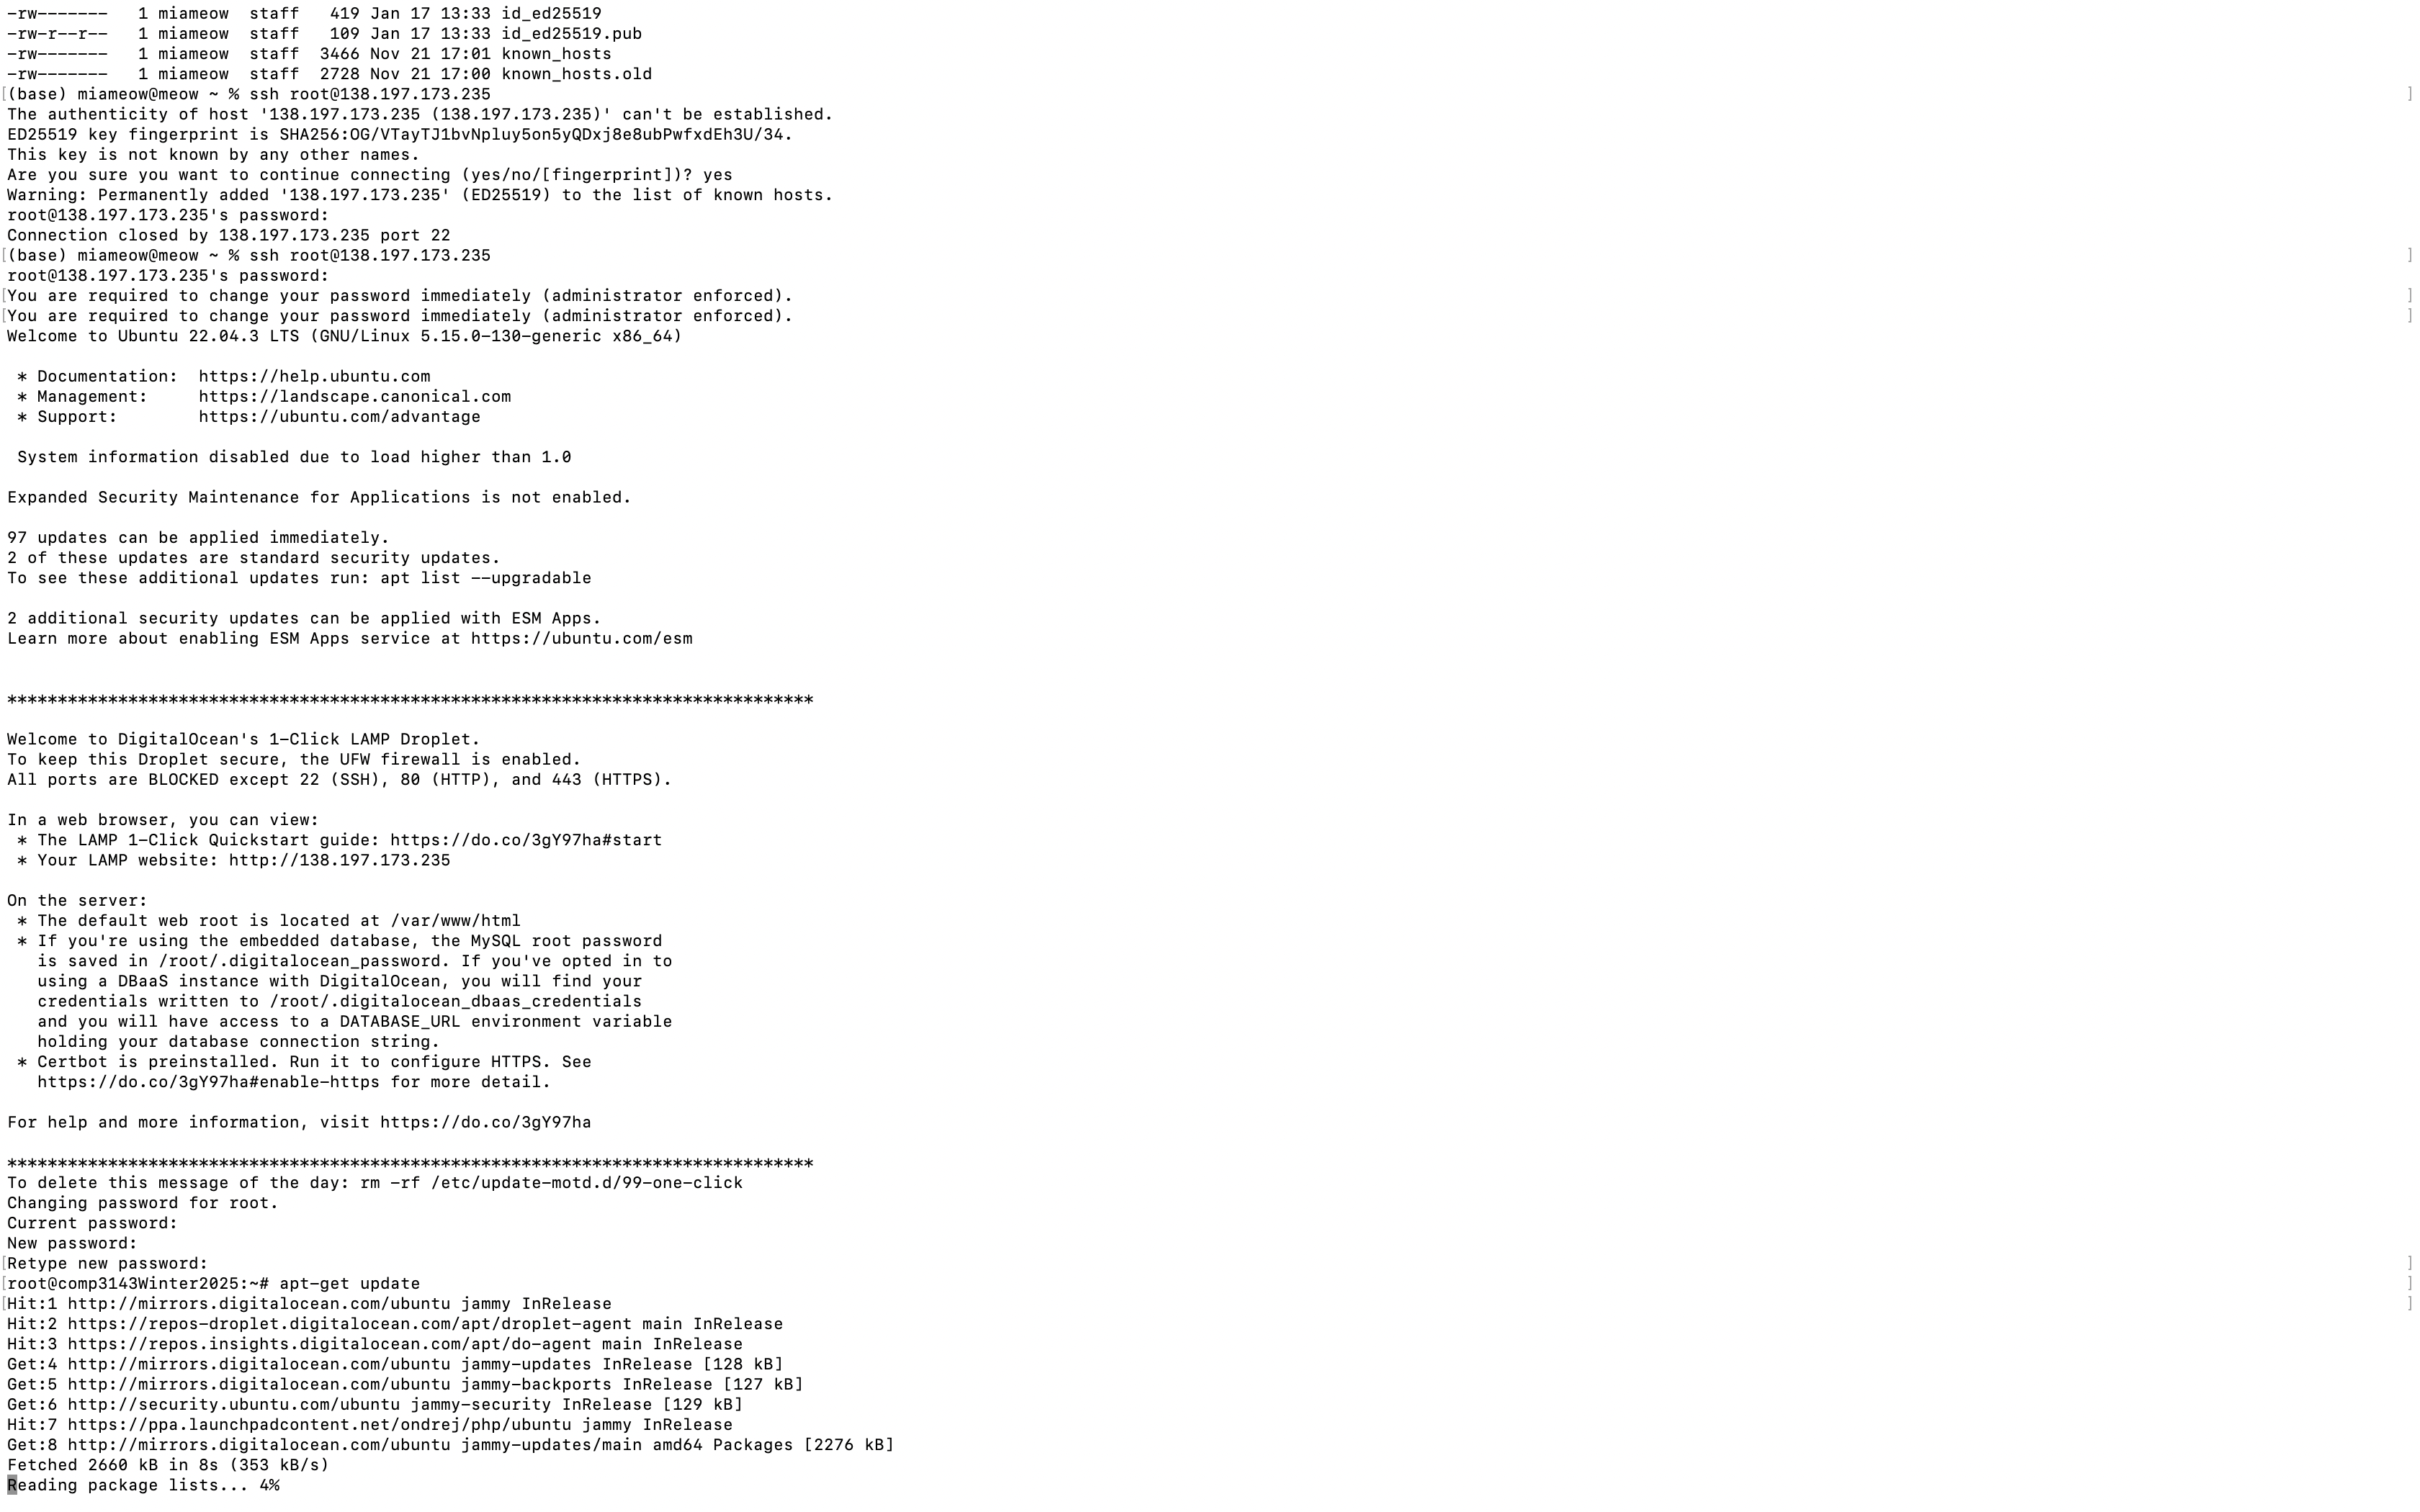 -rw-------   1 miameow  staff   419 Jan 17 13:33 id_ed25519
-rw-r--r--   1 miameow  staff   109 Jan 17 13:33 id_ed25519.pub
-rw-------   1 miameow  staff  3466 Nov 21 17:01 known_hosts
-rw-------   1 miameow  staff  2728 Nov 21 17:00 known_hosts.old
[(base) miameow@meow ~ % ssh root@138.197.173.235 ]
The authenticity of host '138.197.173.235 (138.197.173.235)' can't be established.
ED25519 key fingerprint is SHA256:OG/VTayTJ1bvNpluy5on5yQDxj8e8ubPwfxdEh3U/34.
This key is not known by any other names.
Are you sure you want to continue connecting (yes/no/[fingerprint])? yes
Warning: Permanently added '138.197.173.235' (ED25519) to the list of known hosts.
root@138.197.173.235's password:
Connection closed by 138.197.173.235 port 22
[(base) miameow@meow ~ % ssh root@138.197.173.235 ]
root@138.197.173.235's password:
[You are required to change your password immediately (administrator enforced). ]
[You are required to change your password immediately (administrator enforced). ]
Welcome to Ubuntu 22.04.3 LTS (GNU/Linux 5.15.0-130-generic x86_64)

 * Documentation:  https://help.ubuntu.com
 * Management:     https://landscape.canonical.com
 * Support:        https://ubuntu.com/advantage

 System information disabled due to load higher than 1.0

Expanded Security Maintenance for Applications is not enabled.

97 updates can be applied immediately.
2 of these updates are standard security updates.
To see these additional updates run: apt list --upgradable

2 additional security updates can be applied with ESM Apps.
Learn more about enabling ESM Apps service at https://ubuntu.com/esm


********************************************************************************

Welcome to DigitalOcean's 1-Click LAMP Droplet.
To keep this Droplet secure, the UFW firewall is enabled.
All ports are BLOCKED except 22 (SSH), 80 (HTTP), and 443 (HTTPS).

In a web browser, you can view:
 * The LAMP 1-Click Quickstart guide: https://do.co/3gY97ha#start
 * Your LAMP website: http://138.197.173.235

On the server:
 * The default web root is located at /var/www/html
 * If you're using the embedded database, the MySQL root password
   is saved in /root/.digitalocean_password. If you've opted in to
   using a DBaaS instance with DigitalOcean, you will find your
   credentials written to /root/.digitalocean_dbaas_credentials
   and you will have access to a DATABASE_URL environment variable
   holding your database connection string.
 * Certbot is preinstalled. Run it to configure HTTPS. See
   https://do.co/3gY97ha#enable-https for more detail.

For help and more information, visit https://do.co/3gY97ha

********************************************************************************
To delete this message of the day: rm -rf /etc/update-motd.d/99-one-click
Changing password for root.
Current password:
New password:
[Retype new password: ]
[root@comp3143Winter2025:~# apt-get update ]
[Hit:1 http://mirrors.digitalocean.com/ubuntu jammy InRelease ]
Hit:2 https://repos-droplet.digitalocean.com/apt/droplet-agent main InRelease
Hit:3 https://repos.insights.digitalocean.com/apt/do-agent main InRelease
Get:4 http://mirrors.digitalocean.com/ubuntu jammy-updates InRelease [128 kB]
Get:5 http://mirrors.digitalocean.com/ubuntu jammy-backports InRelease [127 kB]
Get:6 http://security.ubuntu.com/ubuntu jammy-security InRelease [129 kB]
Hit:7 https://ppa.launchpadcontent.net/ondrej/php/ubuntu jammy InRelease
Get:8 http://mirrors.digitalocean.com/ubuntu jammy-updates/main amd64 Packages [2276 kB]
Fetched 2660 kB in 8s (353 kB/s)
Reading package lists... 4%